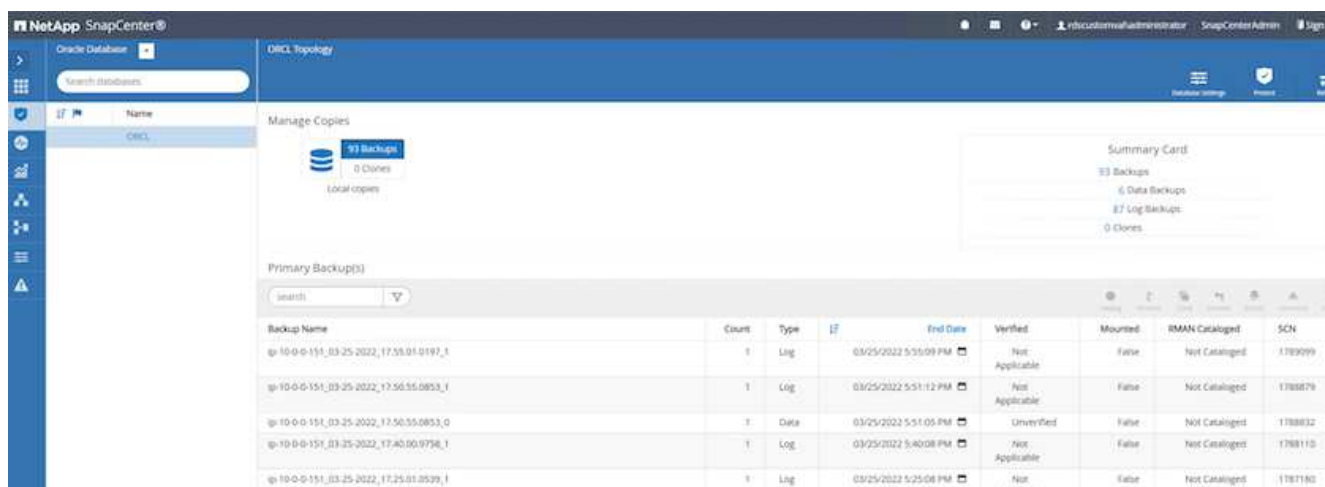 NetApp SnapCenter®
SnapCenterAdmin Sign
Oracle Database
ORCL Topology
Search databases
Database Settings Protect
Name
ORCL
Manage Copies
93 Backups
0 Clones
Local copies
Summary Card
93 Backups
6 Data Backups
87 Log Backups
0 Clones
Primary Backup(s)
search
Backup Name Count Type End Date Verified Mounted RMAN Cataloged SCN
ip-10-0-0-151_03-25-2022_17.55.01.0197_1 1 Log 03/25/2022 5:55:09 PM Not Applicable False Not Cataloged 1789099
ip-10-0-0-151_03-25-2022_17.50.55.0853_1 1 Log 03/25/2022 5:51:12 PM Not Applicable False Not Cataloged 1788879
ip-10-0-0-151_03-25-2022_17.50.55.0853_0 1 Data 03/25/2022 5:51:05 PM Unverified False Not Cataloged 1788832
ip-10-0-0-151_03-25-2022_17.40.00.9758_1 1 Log 03/25/2022 5:40:08 PM Not Applicable False Not Cataloged 1788110
ip-10-0-0-151_03-25-2022_17.25.01.0539_1 1 Log 03/25/2022 5:25:08 PM Not False Not Cataloged 1787180